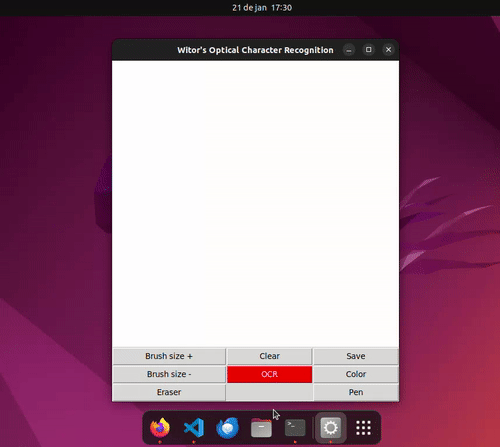 21 de jan 17:30
Witor's Optical Character Recognition
Brush size + Clear Save
Brush size - OCR Color
Eraser Pen